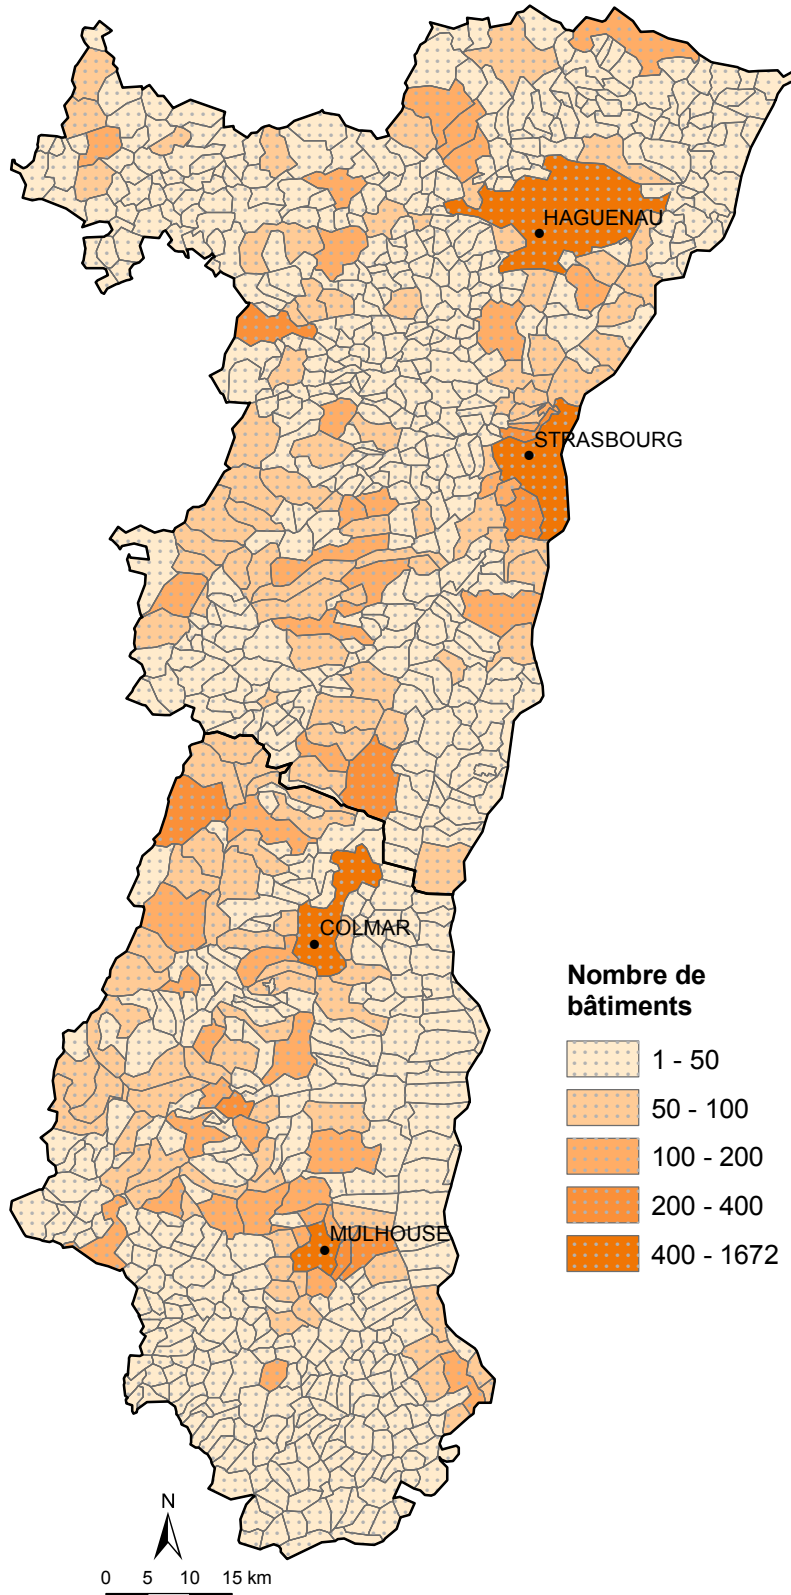 HAGUENAU
STRASBOURG
COLMAR
Nombre de
bâtiments
1 - 50
50 - 100
100 - 200
200 - 400
400 - 1672
MULHOUSE
N
0 5 10 15 km